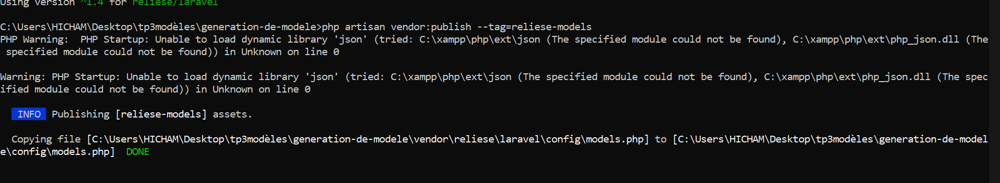 Using version ^1.4 for reliese/laravel
C:\Users\HICHAM\Desktop\tp3modèles\generation-de-modele>php artisan vendor:publish --tag=reliese-models
PHP Warning:  PHP Startup: Unable to load dynamic library 'json' (tried: C:\xampp\php\ext\json (The specified module could not be found), C:\xampp\php\ext\php_json.dll (The
 specified module could not be found)) in Unknown on line 0
Warning: PHP Startup: Unable to load dynamic library 'json' (tried: C:\xampp\php\ext\json (The specified module could not be found), C:\xampp\php\ext\php_json.dll (The spec
ified module could not be found)) in Unknown on line 0
INFO  Publishing [reliese-models] assets.
Copying file [C:\Users\HICHAM\Desktop\tp3modèles\generation-de-modele\vendor\reliese\laravel\config\models.php] to [C:\Users\HICHAM\Desktop\tp3modèles\generation-de-model
e\config\models.php]  DONE